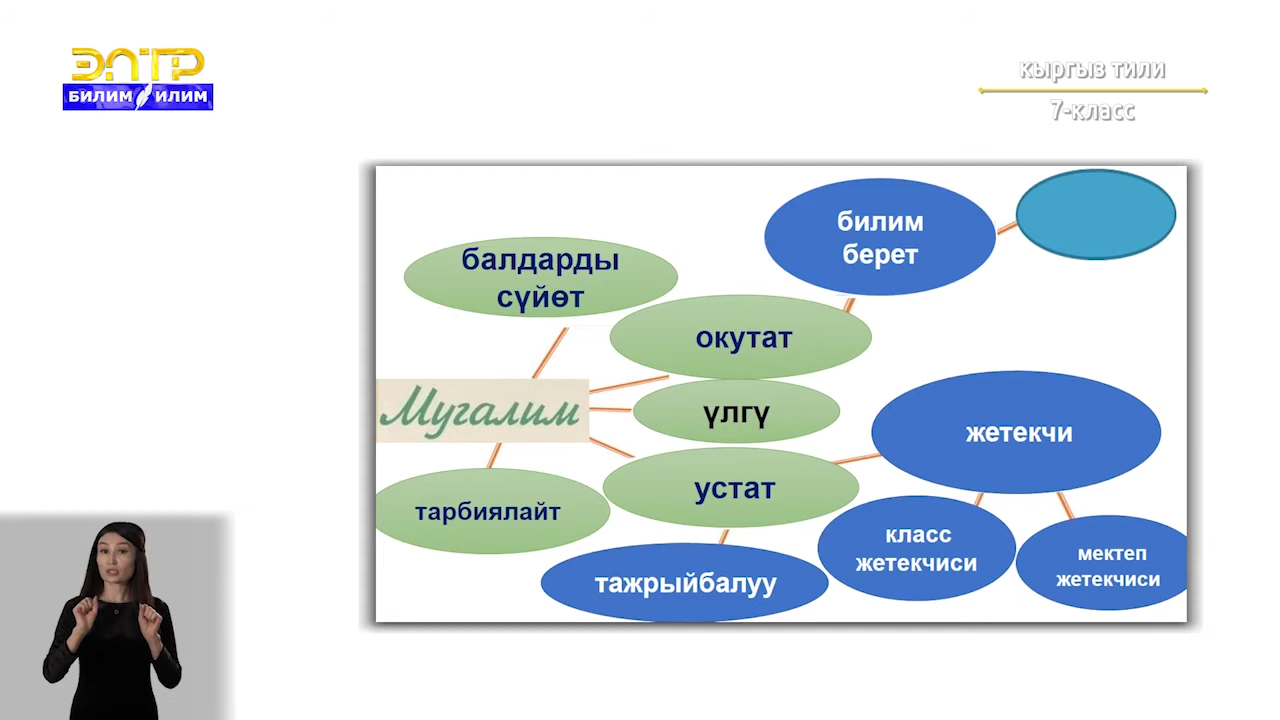 ЭЛТР
БИЛИМ ИЛИМ
кыргыз тили
7-класс
билим
берет
балдарды
сүйөт
окутат
Мугалим
үлгү
жетекчи
устат
тарбиялайт
класс
жетекчиси
мектеп
жетекчиси
тажрыйбалуу